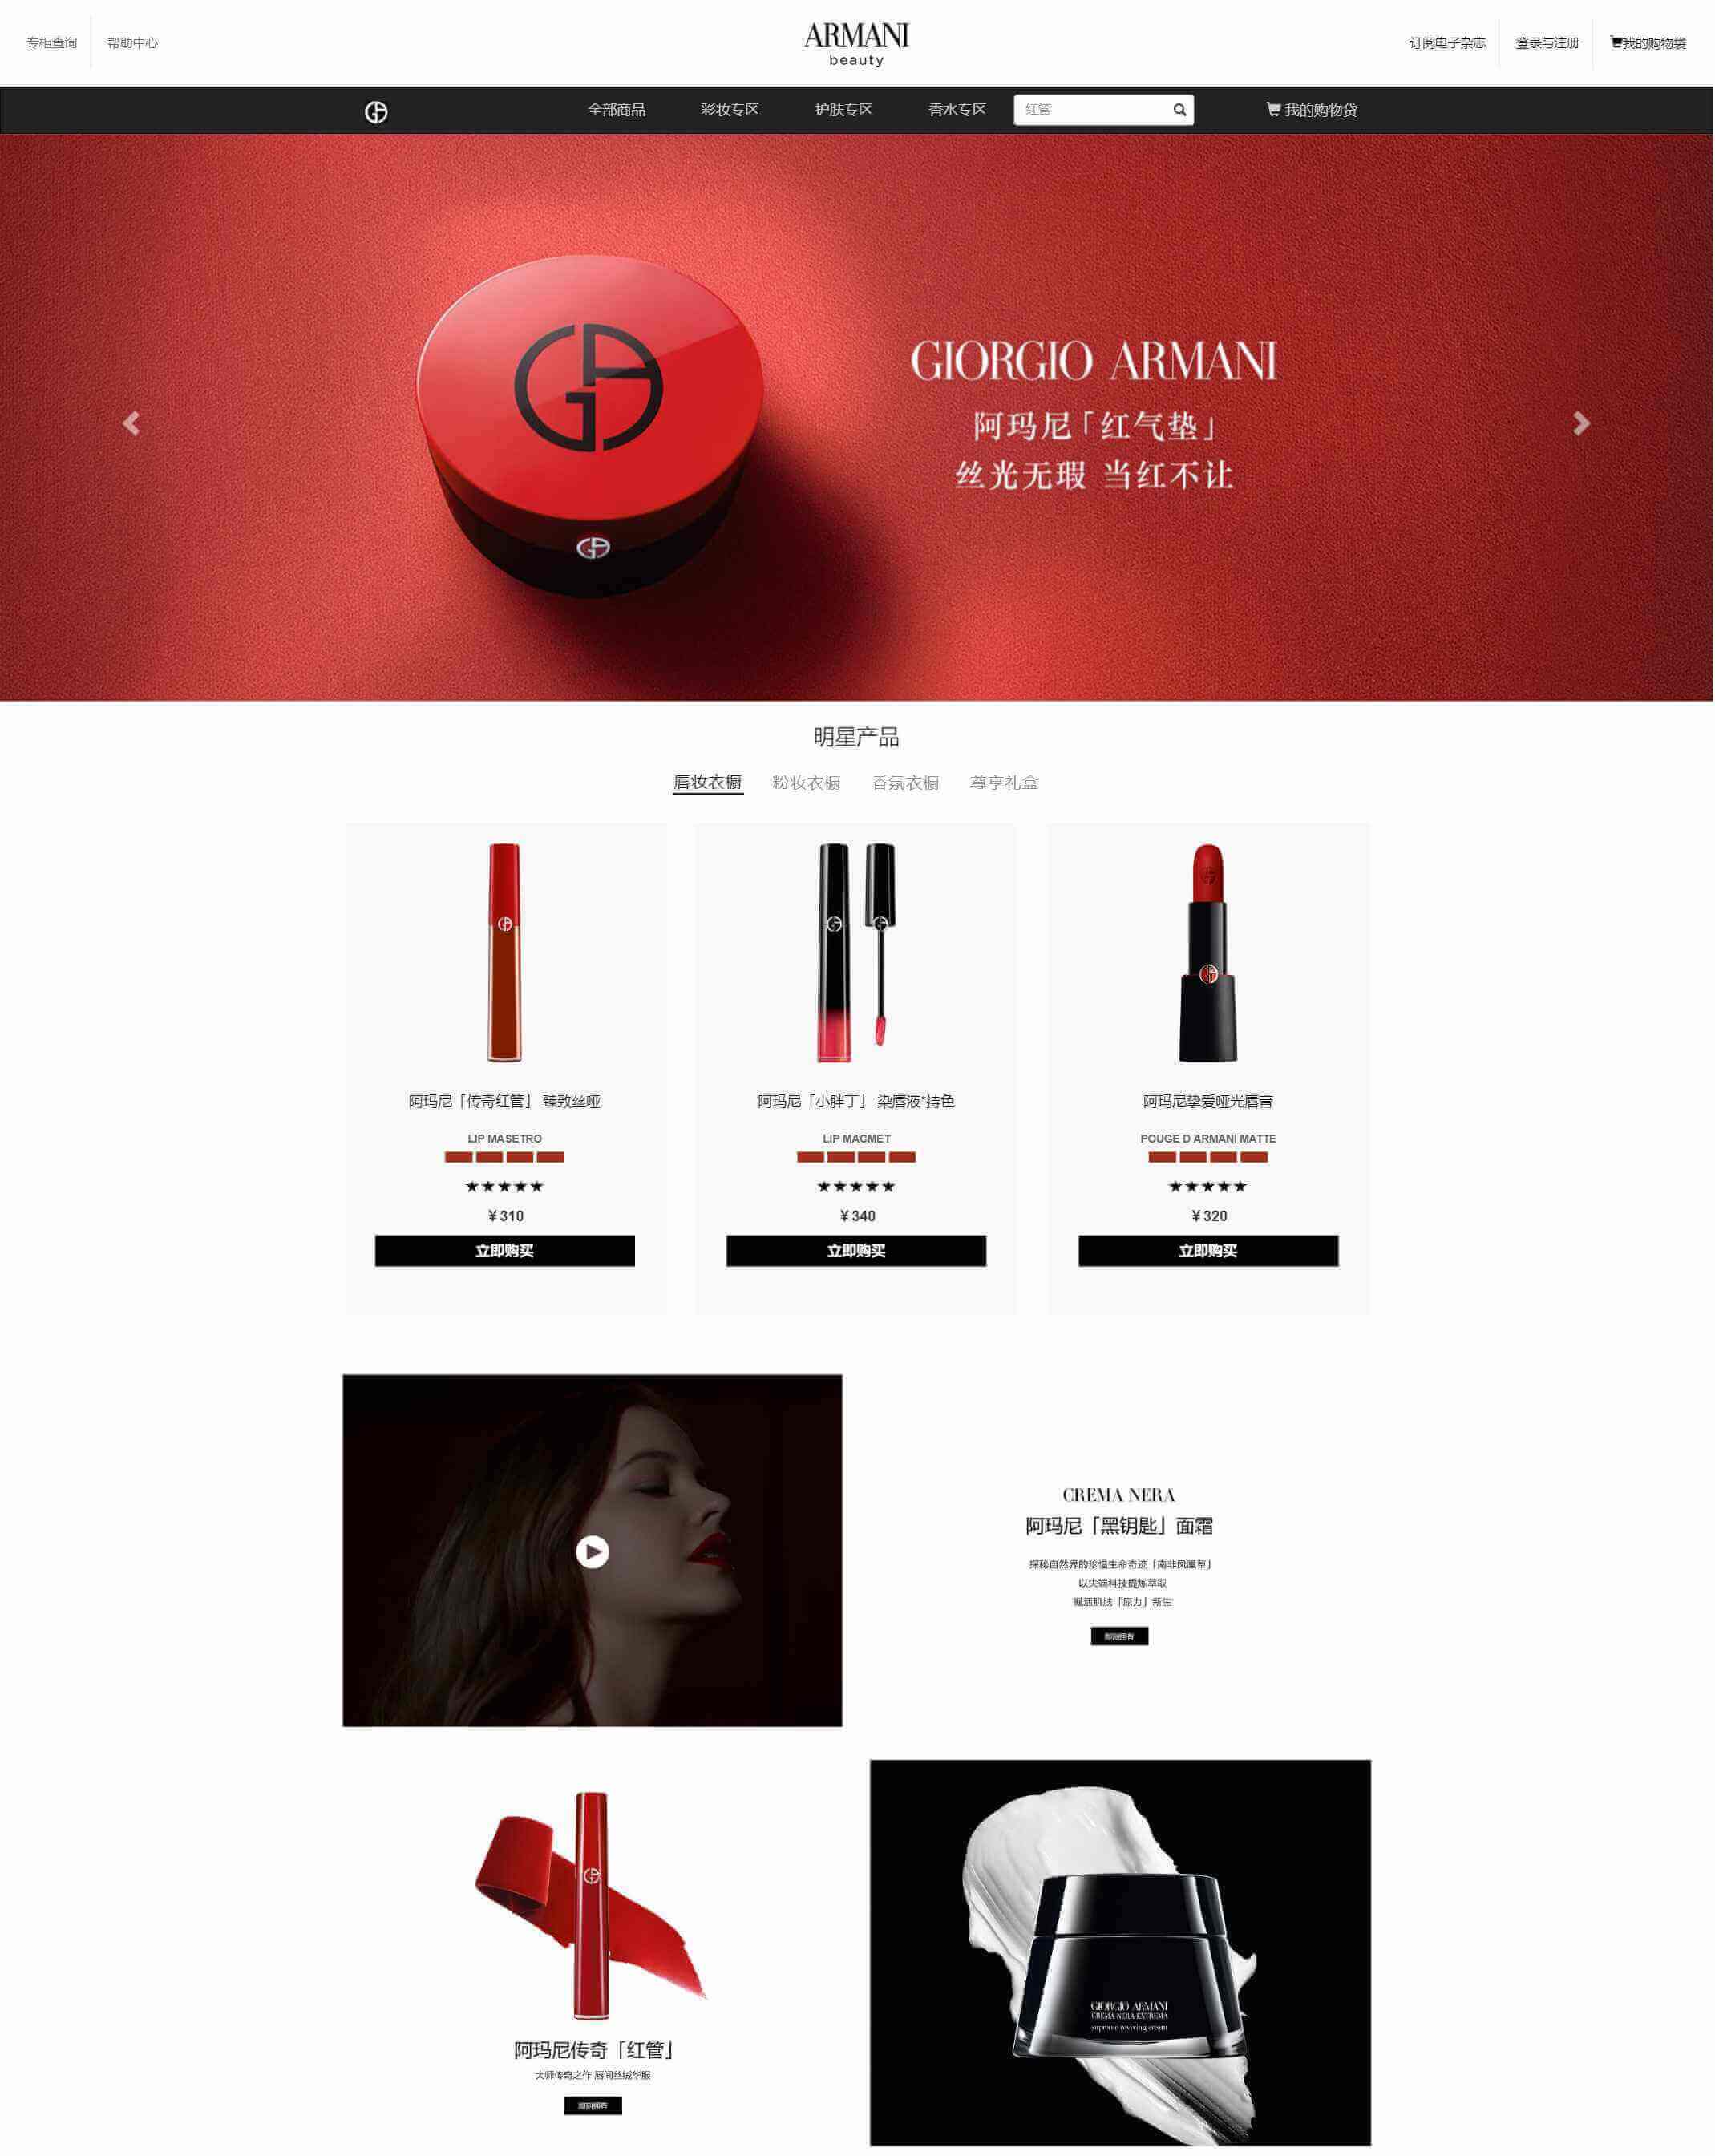 专柜查询
帮助中心
ARMANI
beauty
订阅电子杂志
登录与注册
我的购物袋
全部商品
彩妆专区
护肤专区
香水专区
红管
我的购物贷
GIORGIO ARMANI
阿玛尼「红气垫」
丝光无瑕 当红不让
明星产品
唇妆衣橱
粉妆衣橱
香氛衣橱
尊享礼盒
阿玛尼「传奇红管」 臻致丝哑
LIP MASETRO
★★★★★
¥310
立即购买
阿玛尼「小胖丁」 染唇液*持色
LIP MACMET
★★★★★
¥340
立即购买
阿玛尼挚爱哑光唇膏
POUGE D ARMANI MATTE
★★★★★
¥320
立即购买
CREMA NERA
阿玛尼「黑钥匙」面霜
探秘自然界的珍惜生命奇迹「南非凤凰草」
以尖端科技提炼萃取
赋活肌肤「原力」新生
GIORGIO ARMANI
CREMA NERA EXTREMA
supreme reviving cream
阿玛尼传奇「红管」
大师传奇之作 唇间丝绒华服